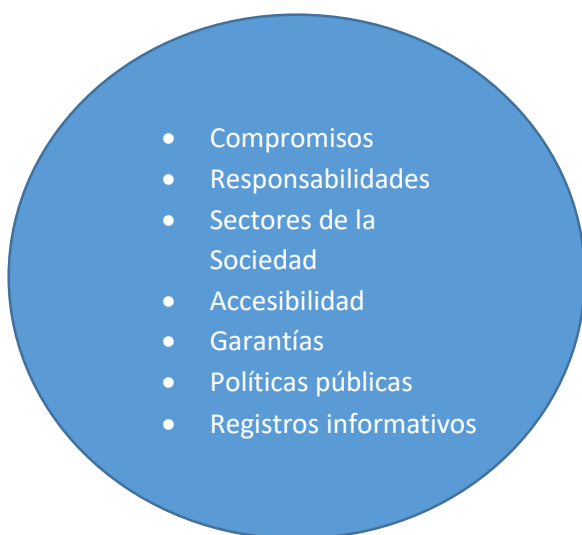 • Compromisos
• Responsabilidades
• Sectores de la
Sociedad
• Accesibilidad
• Garantías
• Políticas públicas
• Registros informativos